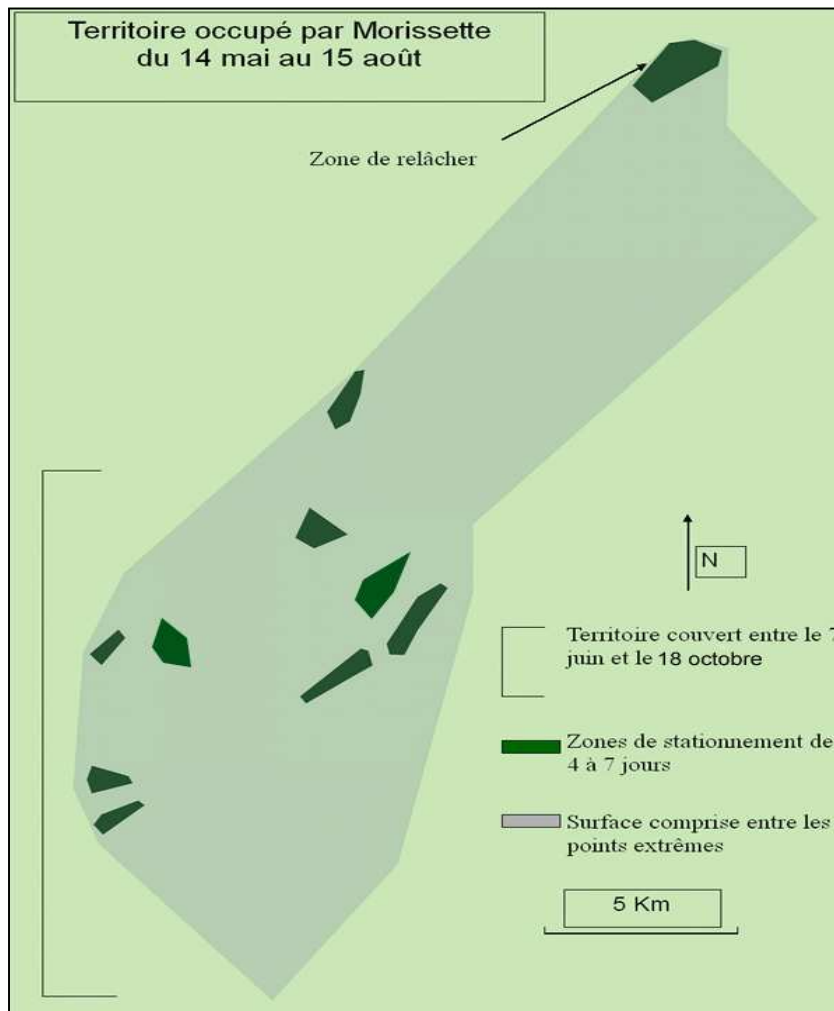 Territoire occupé par Morissette
du 14 mai au 15 août
Zone de relâcher
N
Territoire couvert entre le 7
juin et le 18 octobre
Zones de stationnement de
4 à 7 jours
Surface comprise entre les
points extrêmes
5 Km